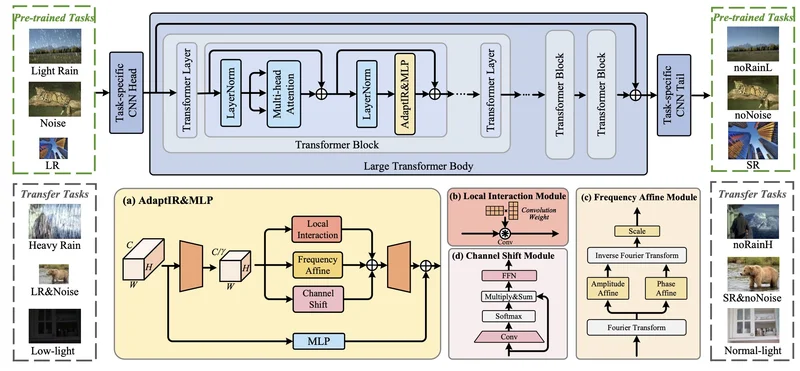 Pre-trained Tasks
Light Rain
Noise
LR
Task-specific
CNN Head
Transformer Layer
LayerNorm
Multi-head
Attention
LayerNorm
AdaptIR&MLP
Transformer Layer
Transformer Block
Transformer Block
Transformer Block
Large Transformer Body
Task-specific
CNN Tail
Pre-trained Tasks
noRainL
noNoise
SR
Transfer Tasks
Heavy Rain
LR&Noise
Low-light
(a) AdaptIR&MLP
C
H
W
C/γ
H
W
Local
Interaction
Frequency
Affine
Channel
Shift
MLP
(b) Local Interaction Module
Convolution
Weight
Conv
(d) Channel Shift Module
FFN
Multiply&Sum
Softmax
Conv
(c) Frequency Affine Module
Scale
Inverse Fourier Transform
Amplitude
Affine
Phase
Affine
Fourier Transform
Transfer Tasks
noRainH
SR&noNoise
Normal-light